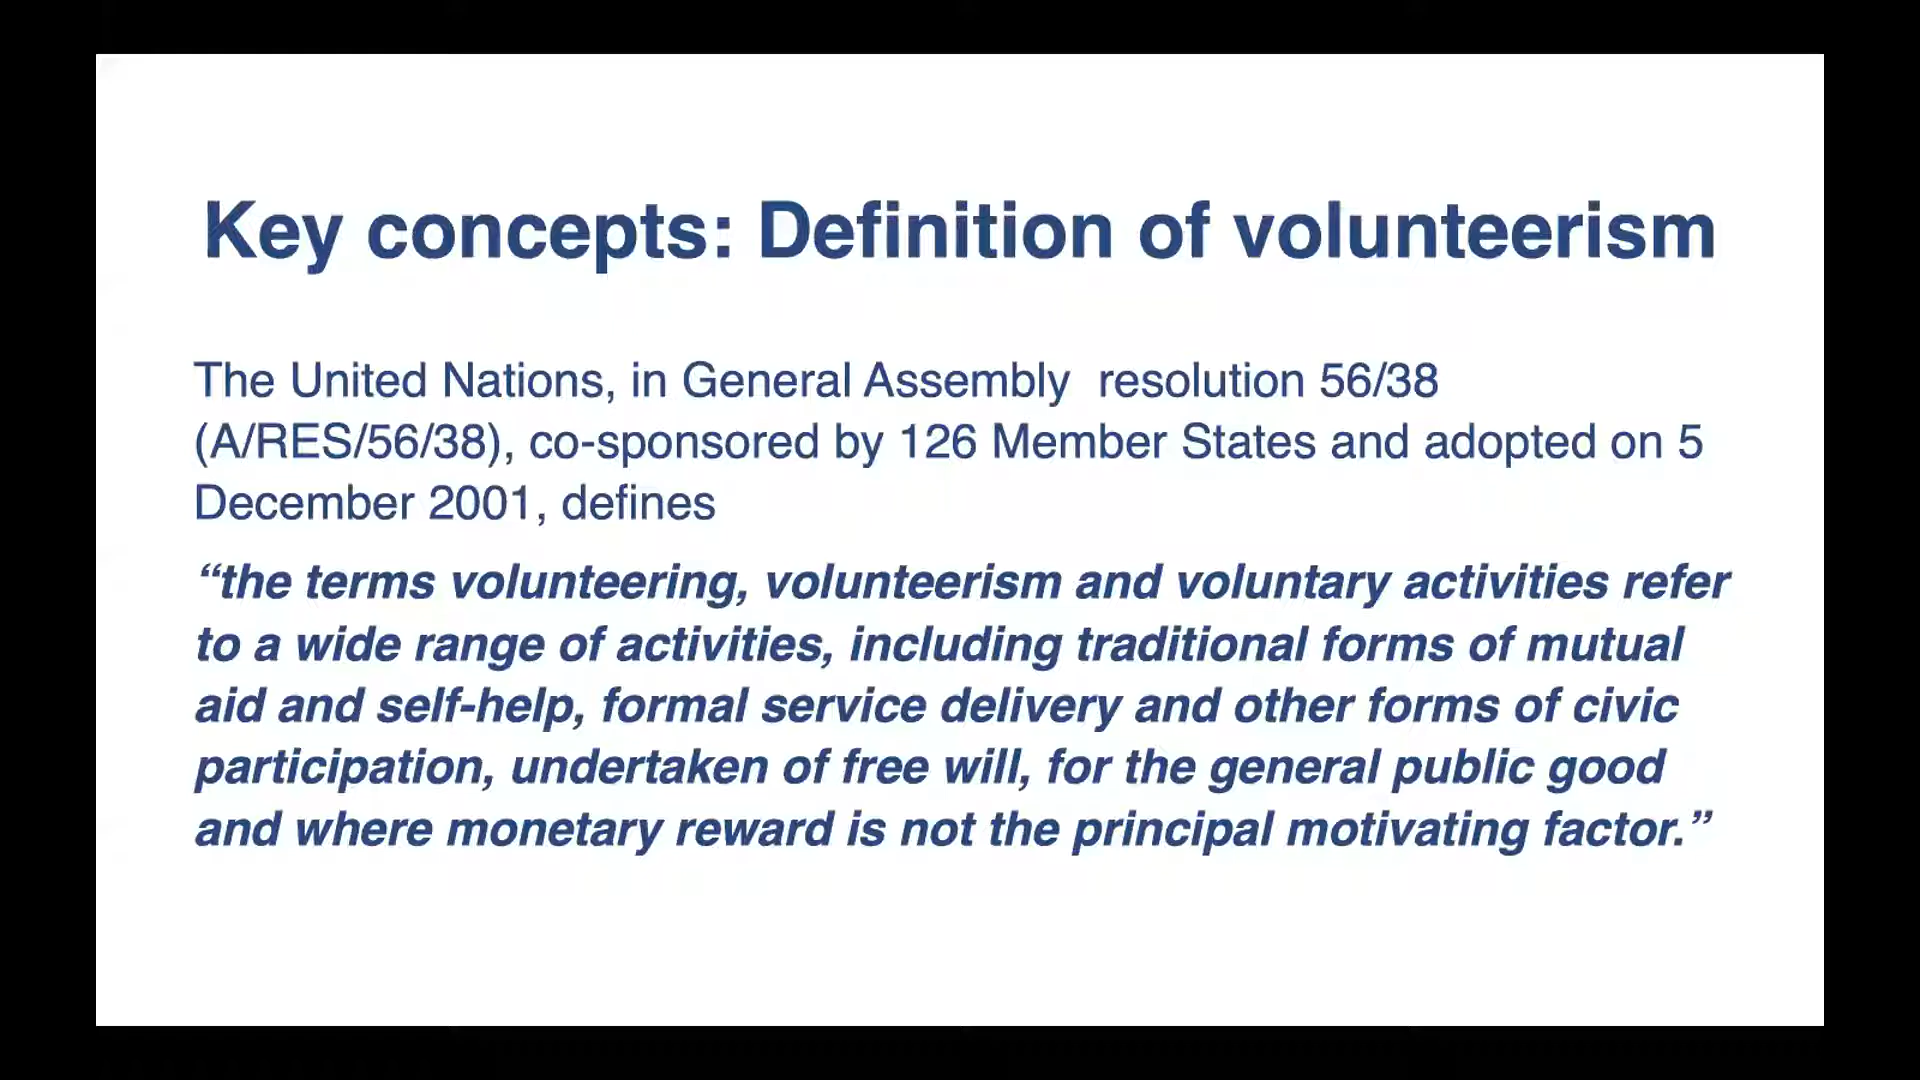 Key concepts: Definition of volunteerism
The United Nations, in General Assembly  resolution 56/38
(A/RES/56/38), co-sponsored by 126 Member States and adopted on 5
December 2001, defines
“the terms volunteering, volunteerism and voluntary activities refer
to a wide range of activities, including traditional forms of mutual
aid and self-help, formal service delivery and other forms of civic
participation, undertaken of free will, for the general public good
and where monetary reward is not the principal motivating factor.”